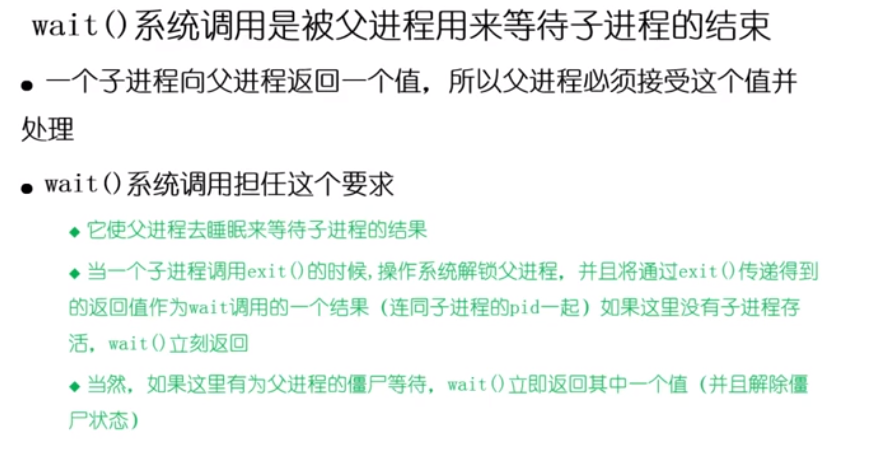 wait()系统调用是被父进程用来等待子进程的结束
● 一个子进程向父进程返回一个值，所以父进程必须接受这个值并
处理
● wait()系统调用担任这个要求
◆ 它使父进程去睡眠来等待子进程的结果
◆ 当一个子进程调用exit()的时候,操作系统解锁父进程，并且将通过exit()传递得到
的返回值作为wait调用的一个结果（连同子进程的pid一起）如果这里没有子进程存
活，wait()立刻返回
◆ 当然，如果这里有为父进程的僵尸等待，wait()立即返回其中一个值（并且解除僵
尸状态）